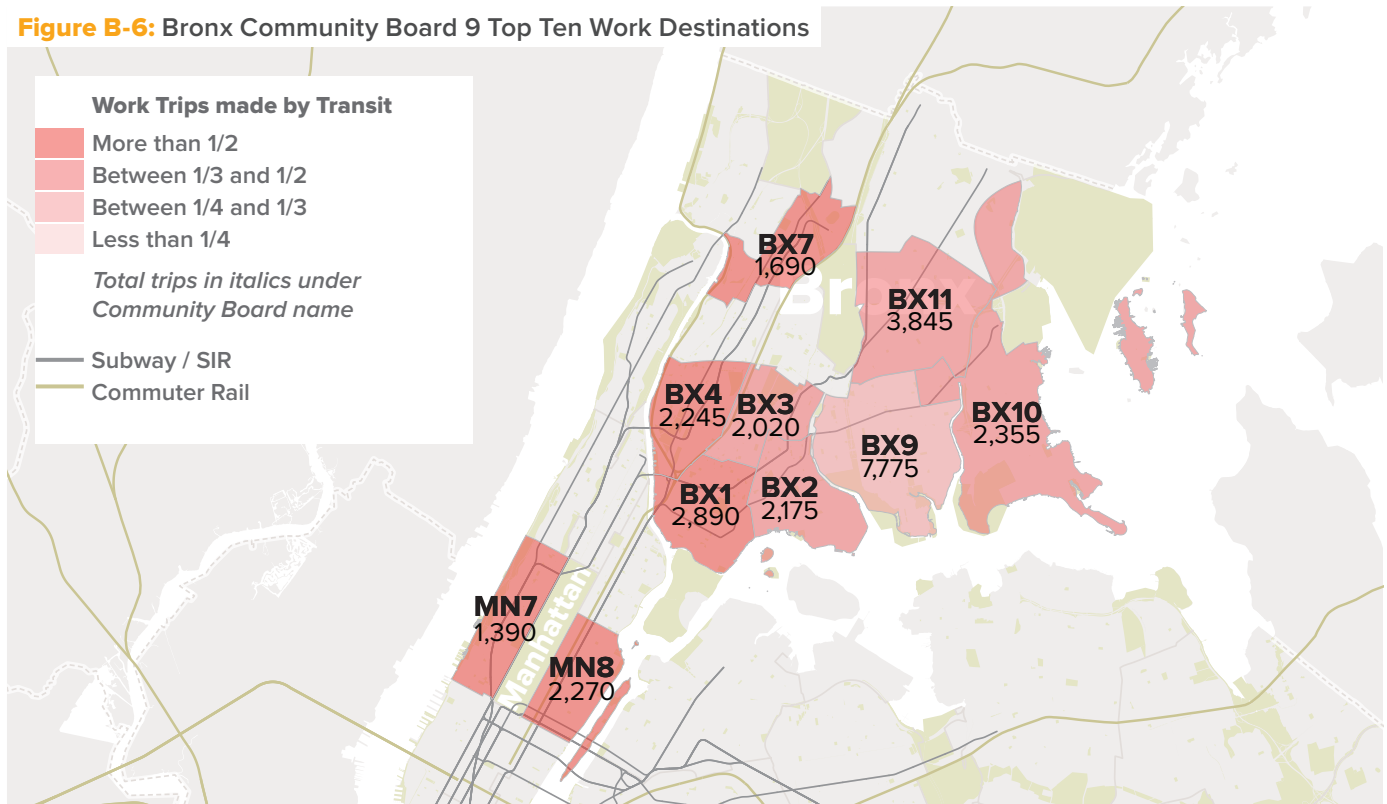 Figure B-6: Bronx Community Board 9 Top Ten Work Destinations
Work Trips made by Transit
More than 1/2
Between 1/3 and 1/2
Between 1/4 and 1/3
Less than 1/4
Total trips in italics under
Community Board name
Subway / SIR
Commuter Rail
BX7
1,690
Bronx
BX11
3,845
BX4
2,245
BX3
2,020
BX10
2,355
BX9
7,775
BX1
2,890
BX2
2,175
MN7
1,390
Manhattan
MN8
2,270